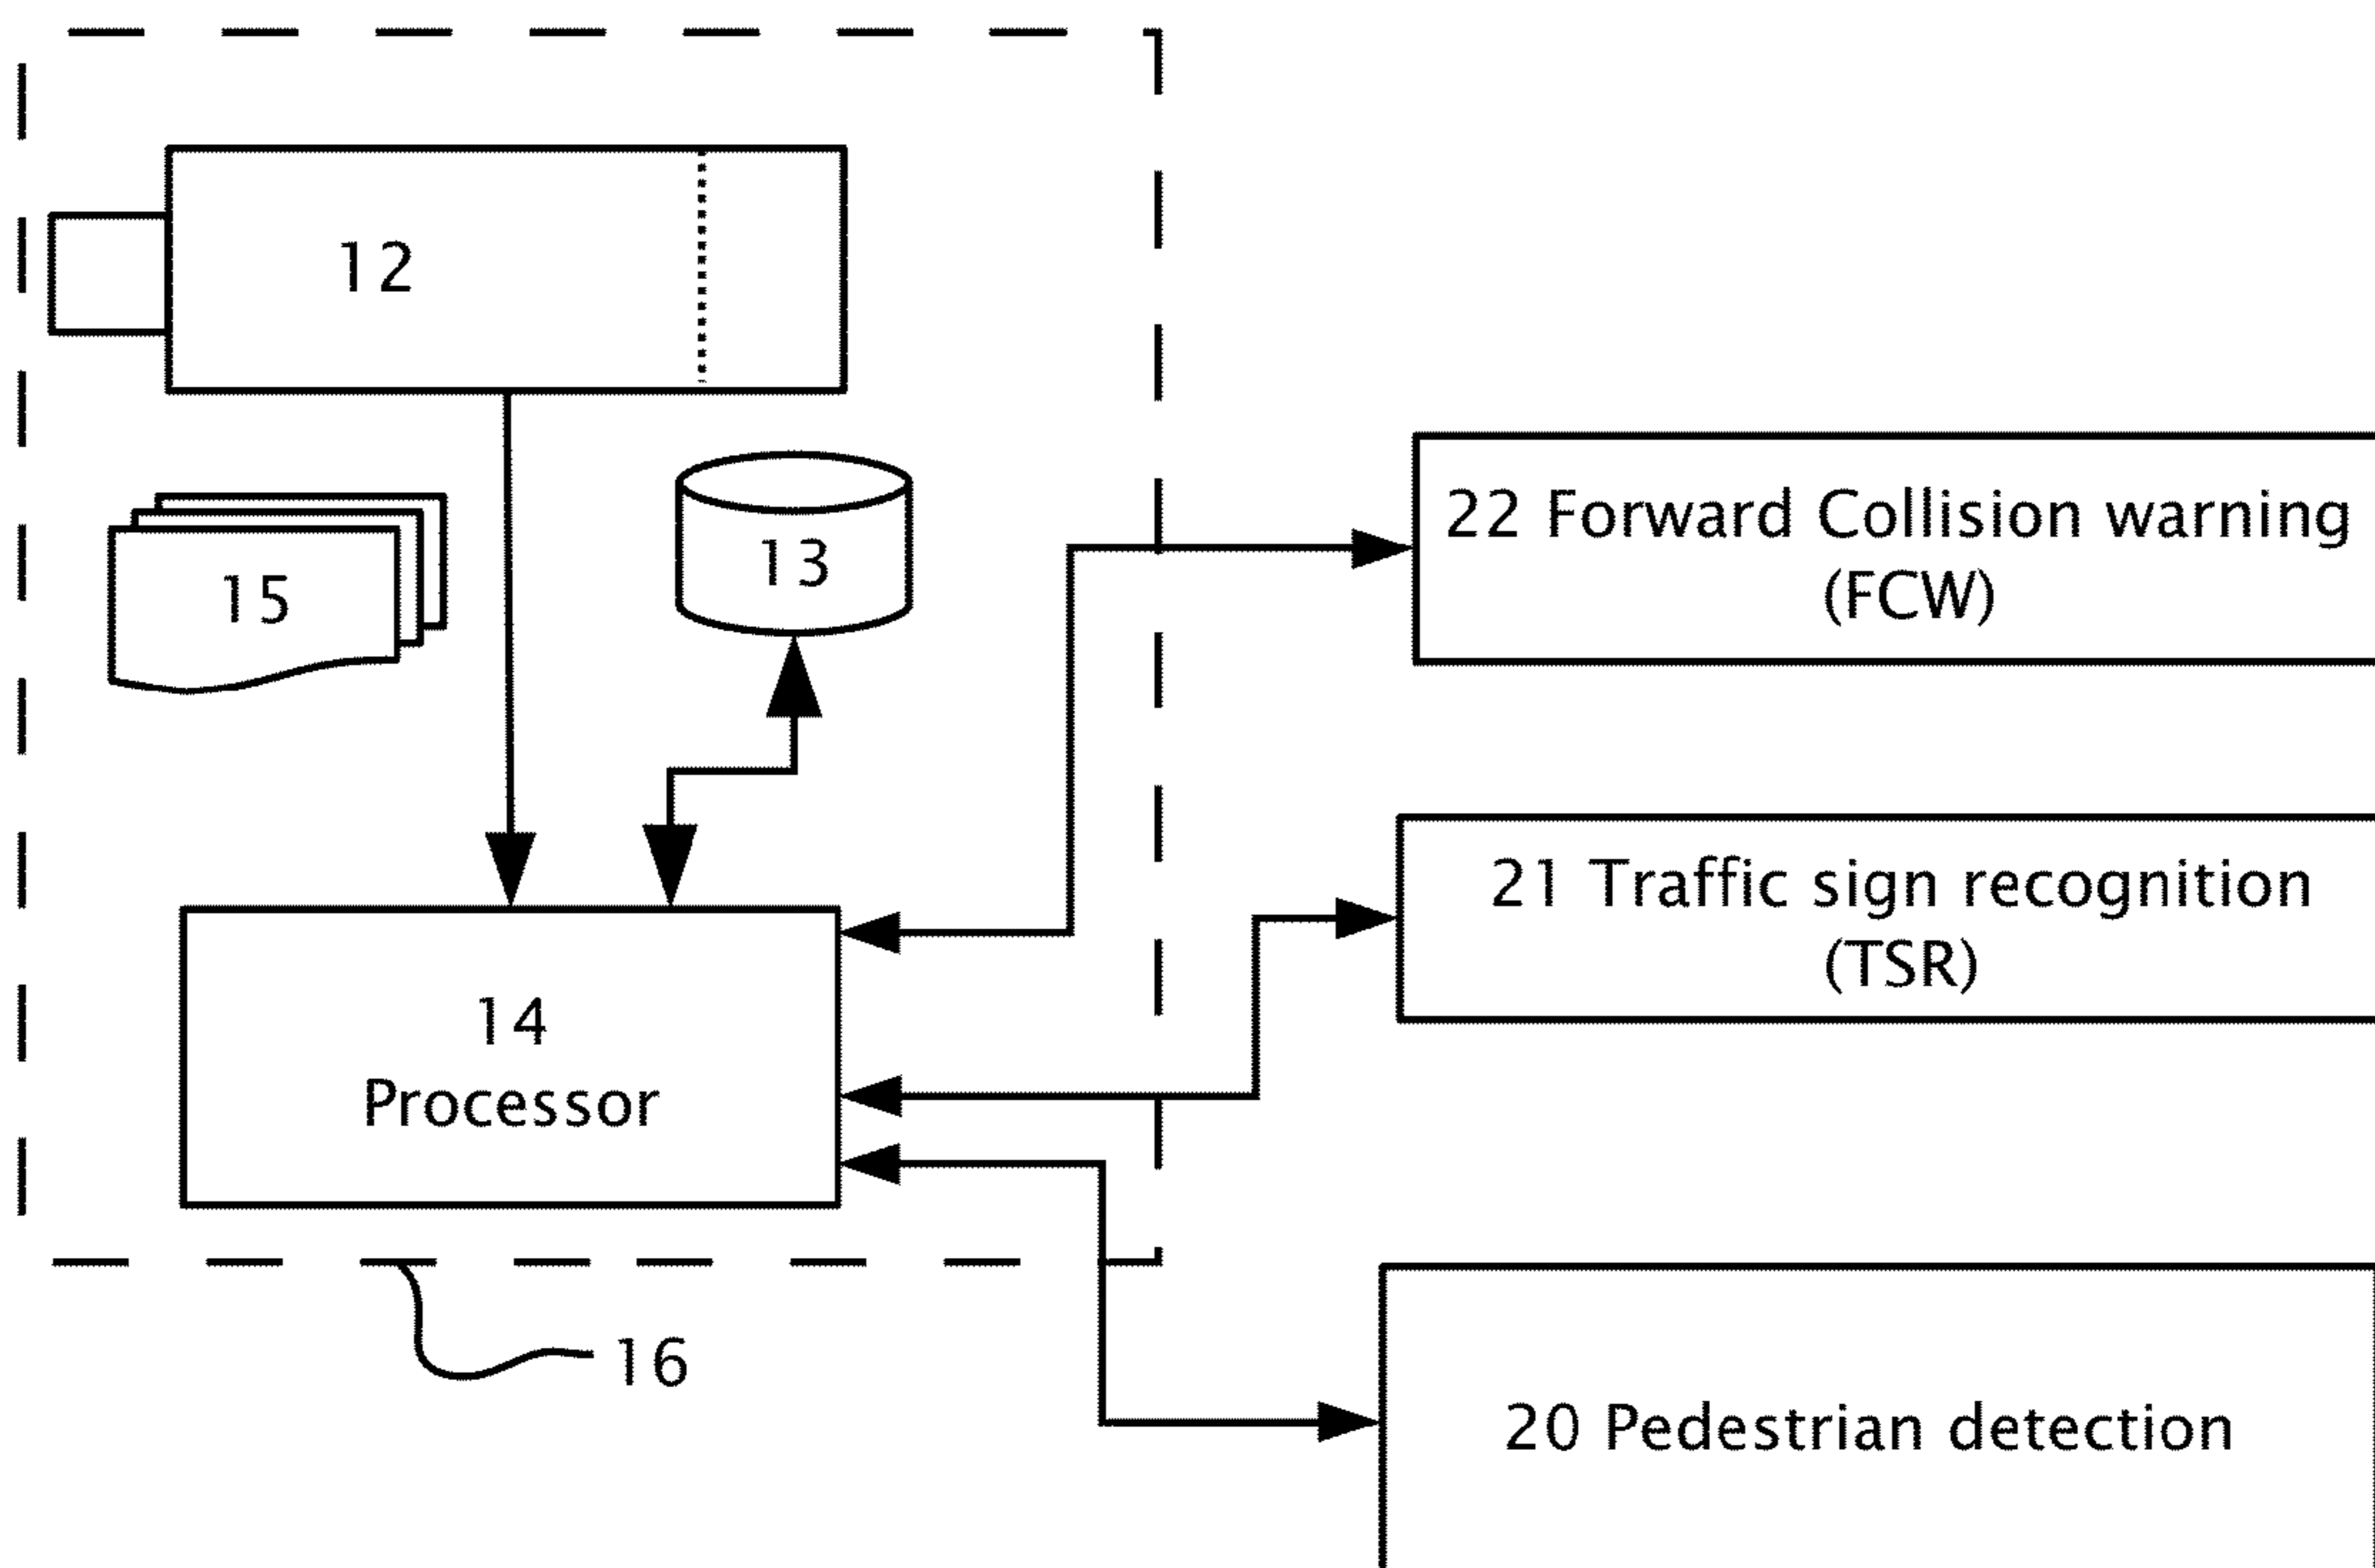 12
13
15
22 Forward Collision warning
(FCW)
21 Traffic sign recognition
(TSR)
14
Processor
16
20 Pedestrian detection